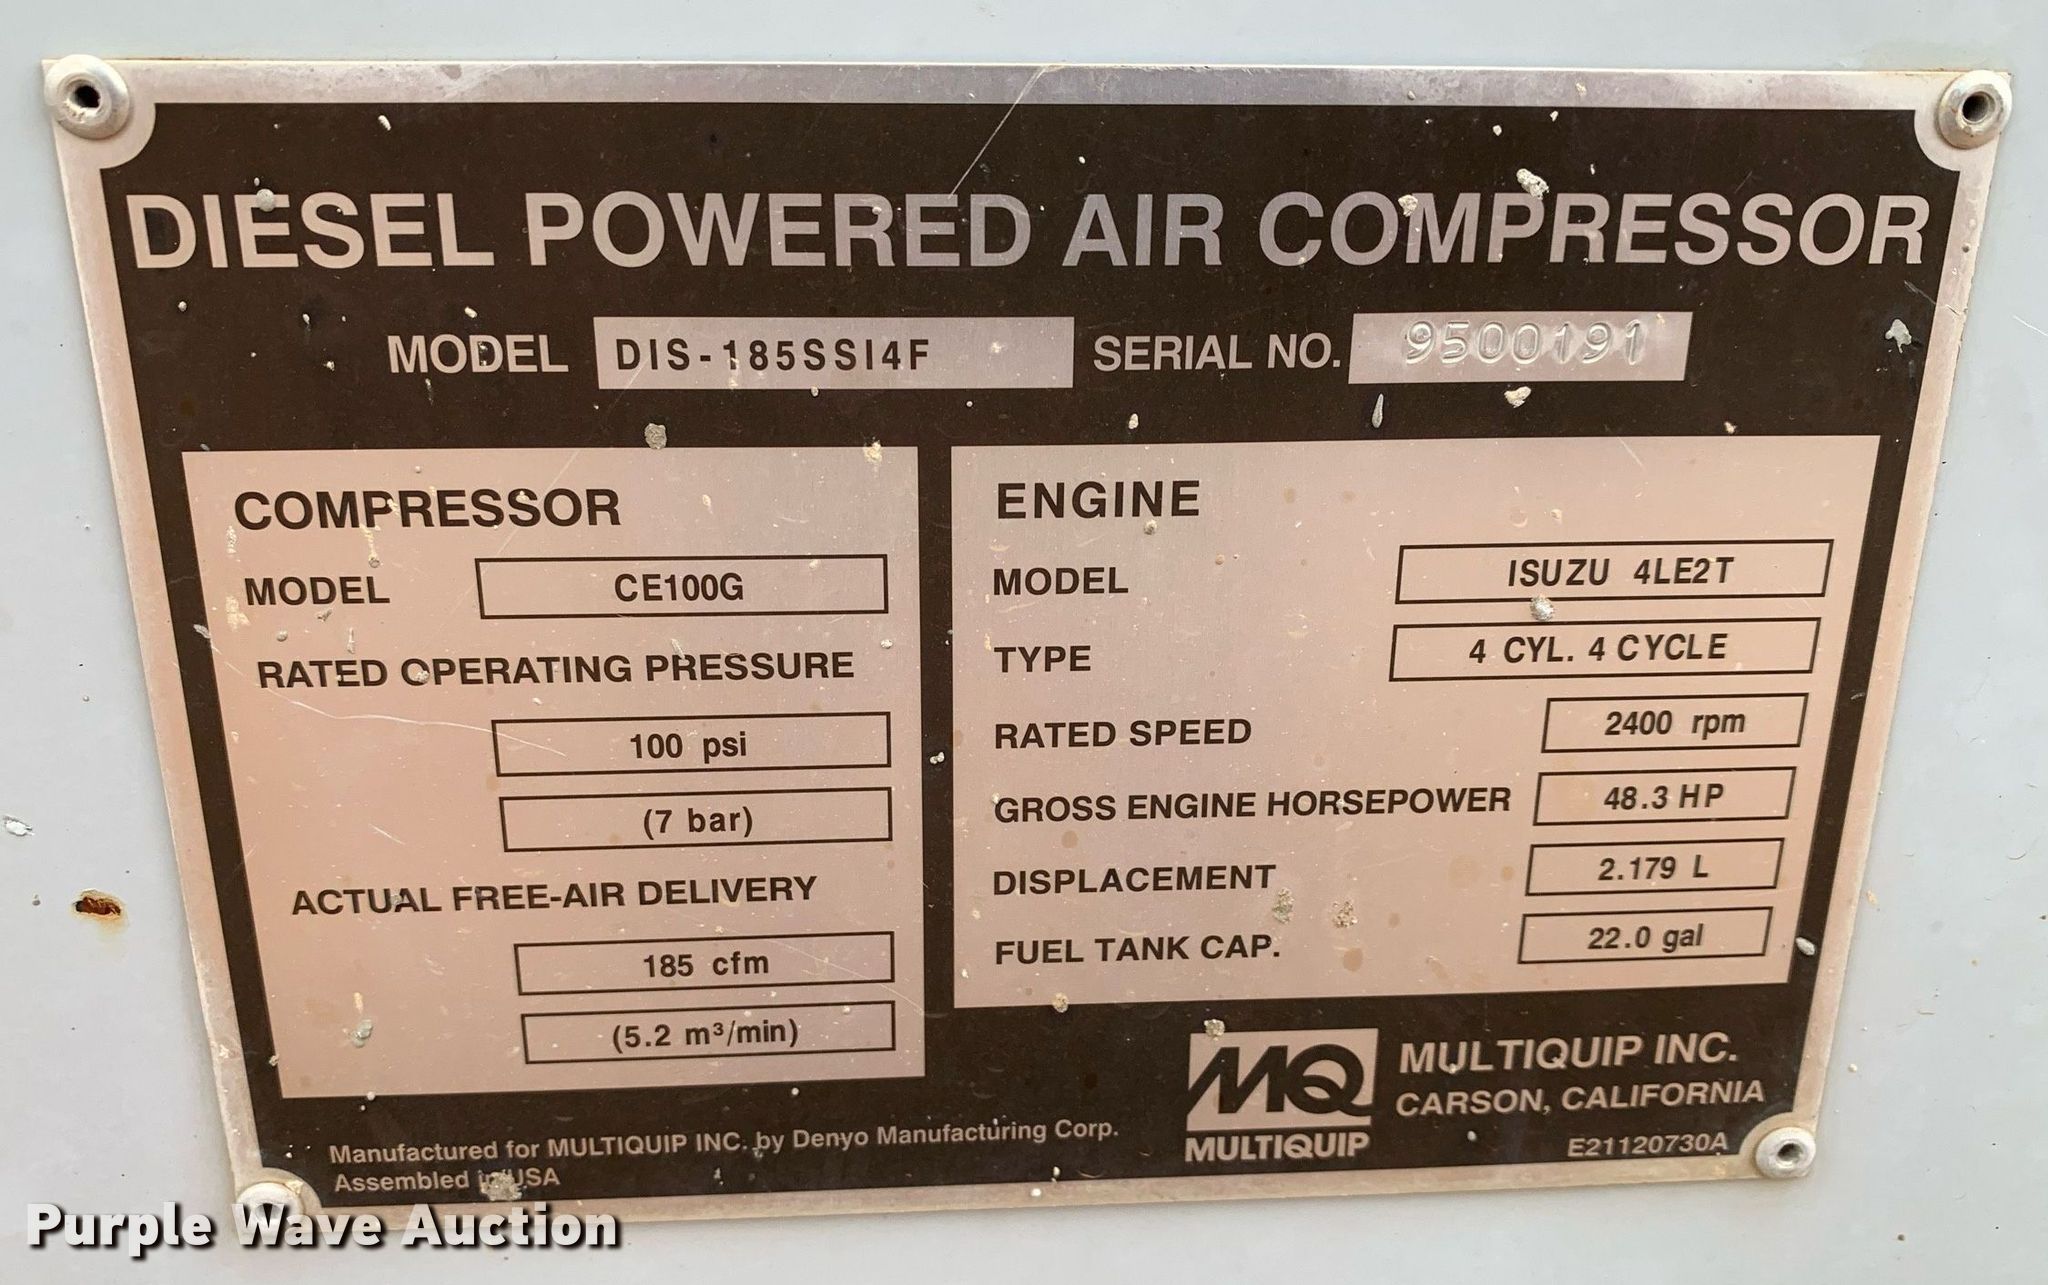 DIESEL POWERED AIR COMPRESSOR
MODEL DIS-185SSI4F SERIAL NO. 9500191
COMPRESSOR
MODEL CE100G
RATED OPERATING PRESSURE
100 psi
(7 bar)
ACTUAL FREE-AIR DELIVERY
185 cfm
(5.2 m³/min)
ENGINE
MODEL ISUZU 4LE2T
TYPE 4 CYL. 4 CYCLE
RATED SPEED 2400 rpm
GROSS ENGINE HORSEPOWER 48.3 HP
DISPLACEMENT 2.179 L
FUEL TANK CAP. 22.0 gal
Manufactured for MULTIQUIP INC. by Denyo Manufacturing Corp.
Assembled in USA
MQ
MULTIQUIP
MULTIQUIP INC.
CARSON, CALIFORNIA
E21120730A
Purple Wave Auction